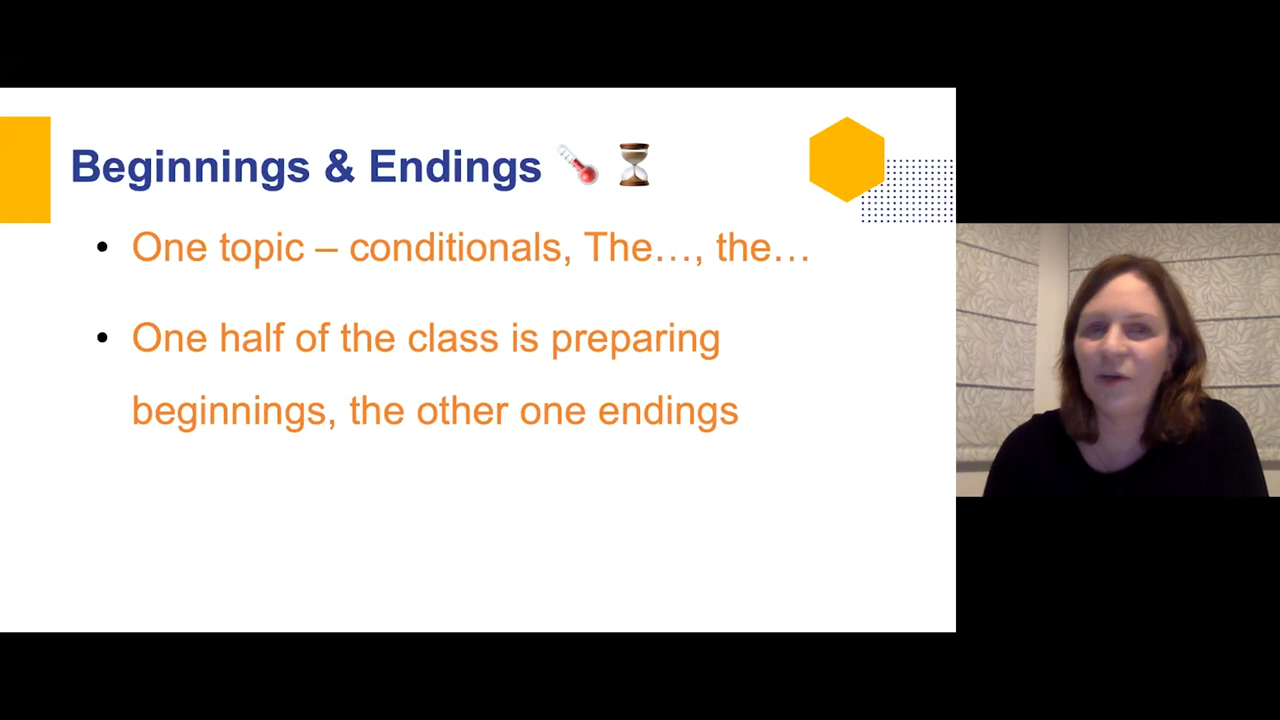 Beginnings & Endings 🌡️ ⏳
• One topic – conditionals, The…, the…
• One half of the class is preparing
beginnings, the other one endings